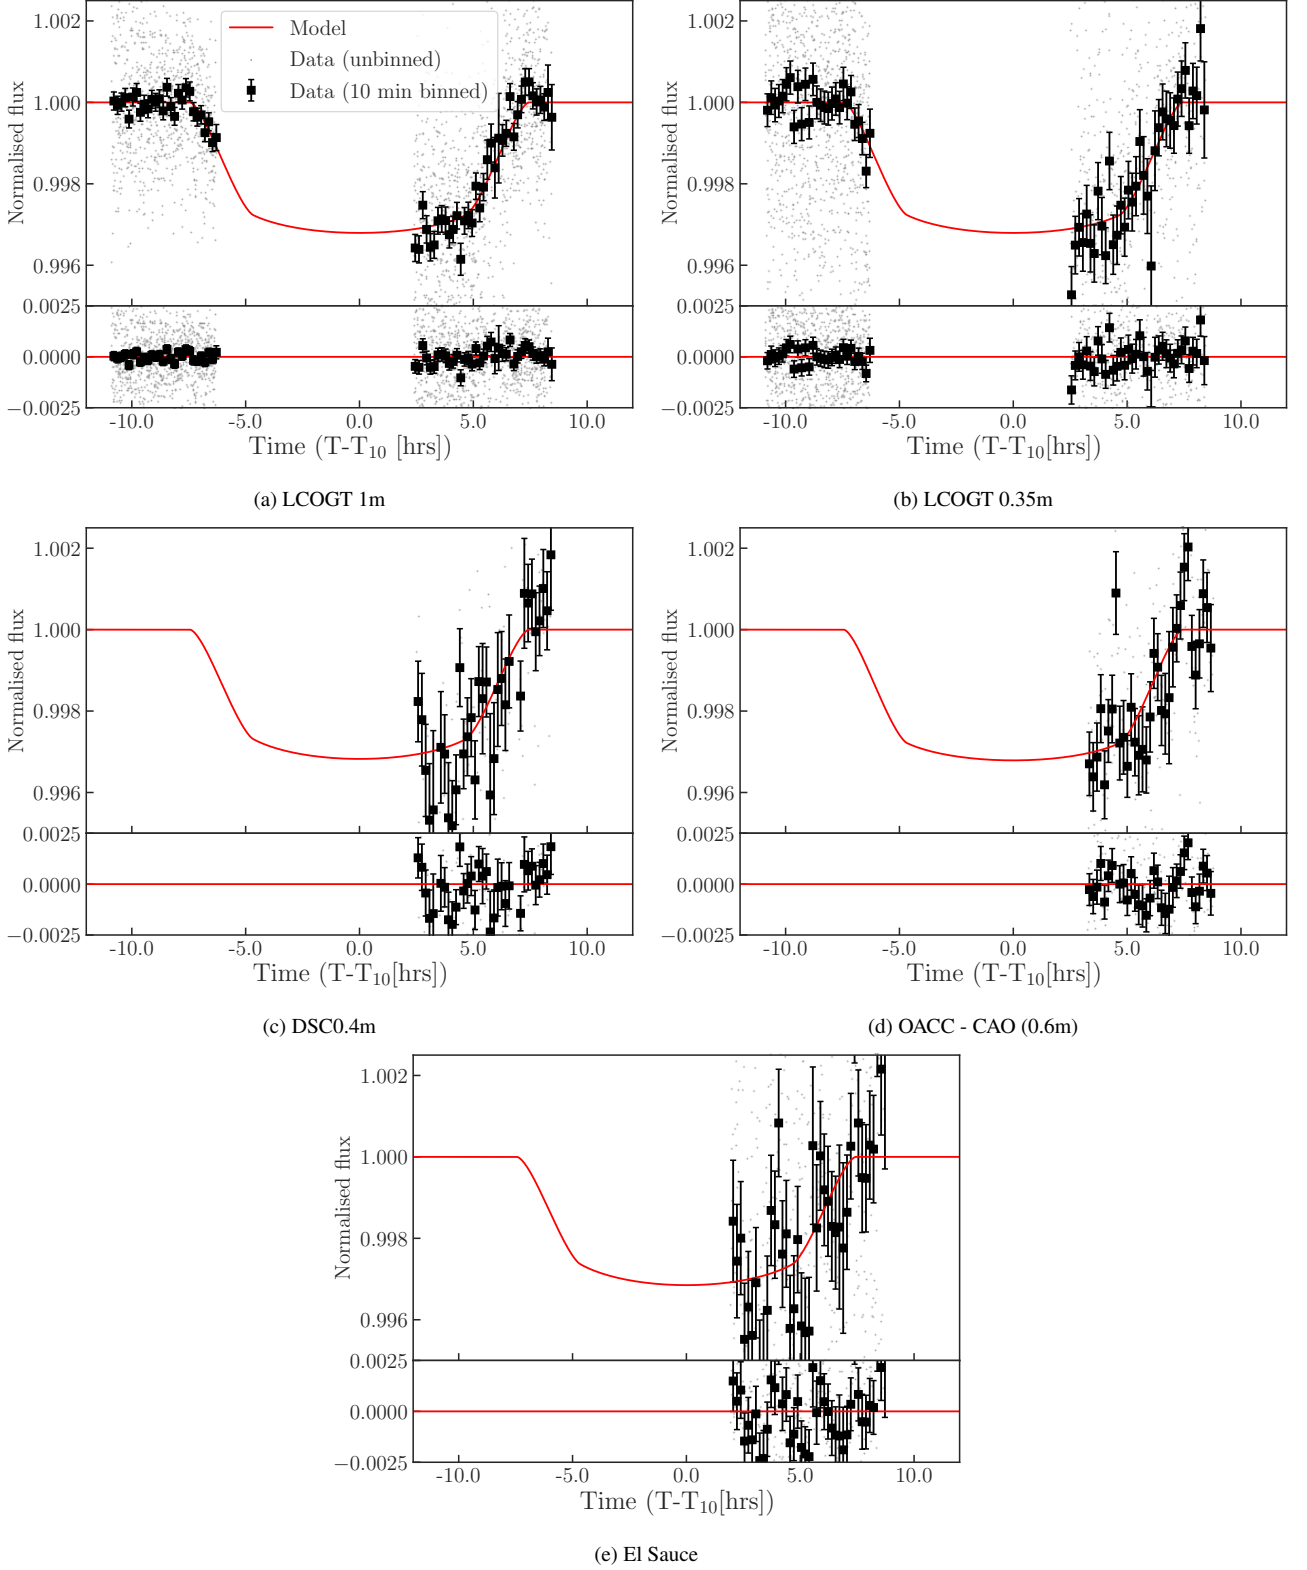 Normalised flux
1.002
1.000
0.998
0.996
0.0025
0.0000
−0.0025
Model
Data (unbinned)
Data (10 min binned)
-10.0 -5.0 0.0 5.0 10.0
Time (T-T10 [hrs])
(a) LCOGT 1m
Normalised flux
1.002
1.000
0.998
0.996
0.0025
0.0000
−0.0025
-10.0 -5.0 0.0 5.0 10.0
Time (T-T10[hrs])
(b) LCOGT 0.35m
Normalised flux
1.002
1.000
0.998
0.996
0.0025
0.0000
−0.0025
-10.0 -5.0 0.0 5.0 10.0
Time (T-T10[hrs])
(c) DSC0.4m
Normalised flux
1.002
1.000
0.998
0.996
0.0025
0.0000
−0.0025
-10.0 -5.0 0.0 5.0 10.0
Time (T-T10[hrs])
(d) OACC - CAO (0.6m)
Normalised flux
1.002
1.000
0.998
0.996
0.0025
0.0000
−0.0025
-10.0 -5.0 0.0 5.0 10.0
Time (T-T10[hrs])
(e) El Sauce